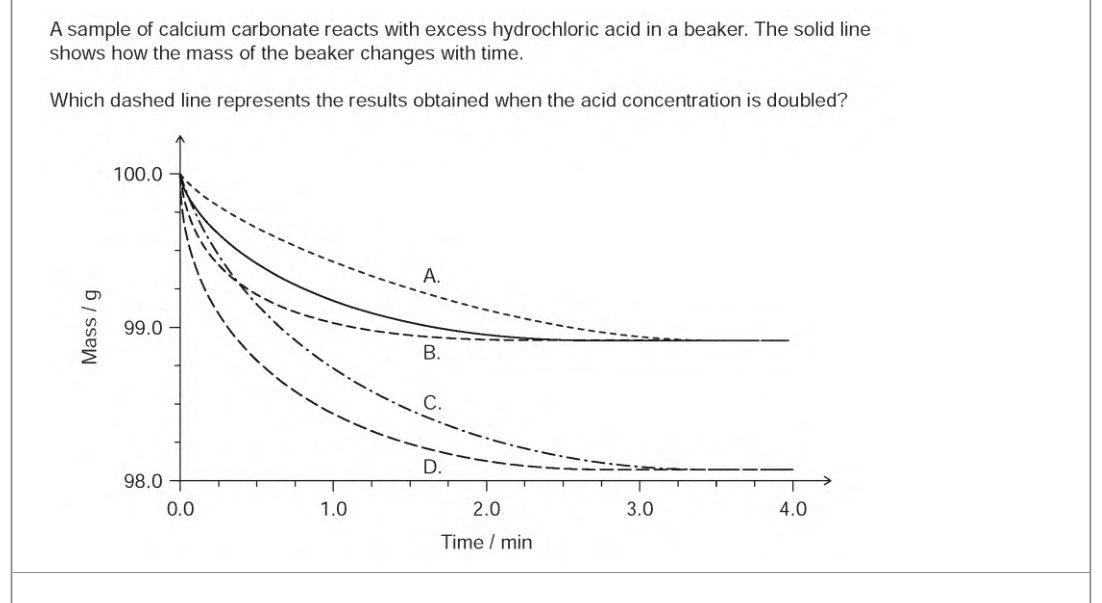 A sample of calcium carbonate reacts with excess hydrochloric acid in a beaker. The solid line
shows how the mass of the beaker changes with time.
Which dashed line represents the results obtained when the acid concentration is doubled?
100.0
A.
Mass / g
99.0
B.
C.
D.
98.0
0.0 1.0 2.0 3.0 4.0
Time / min